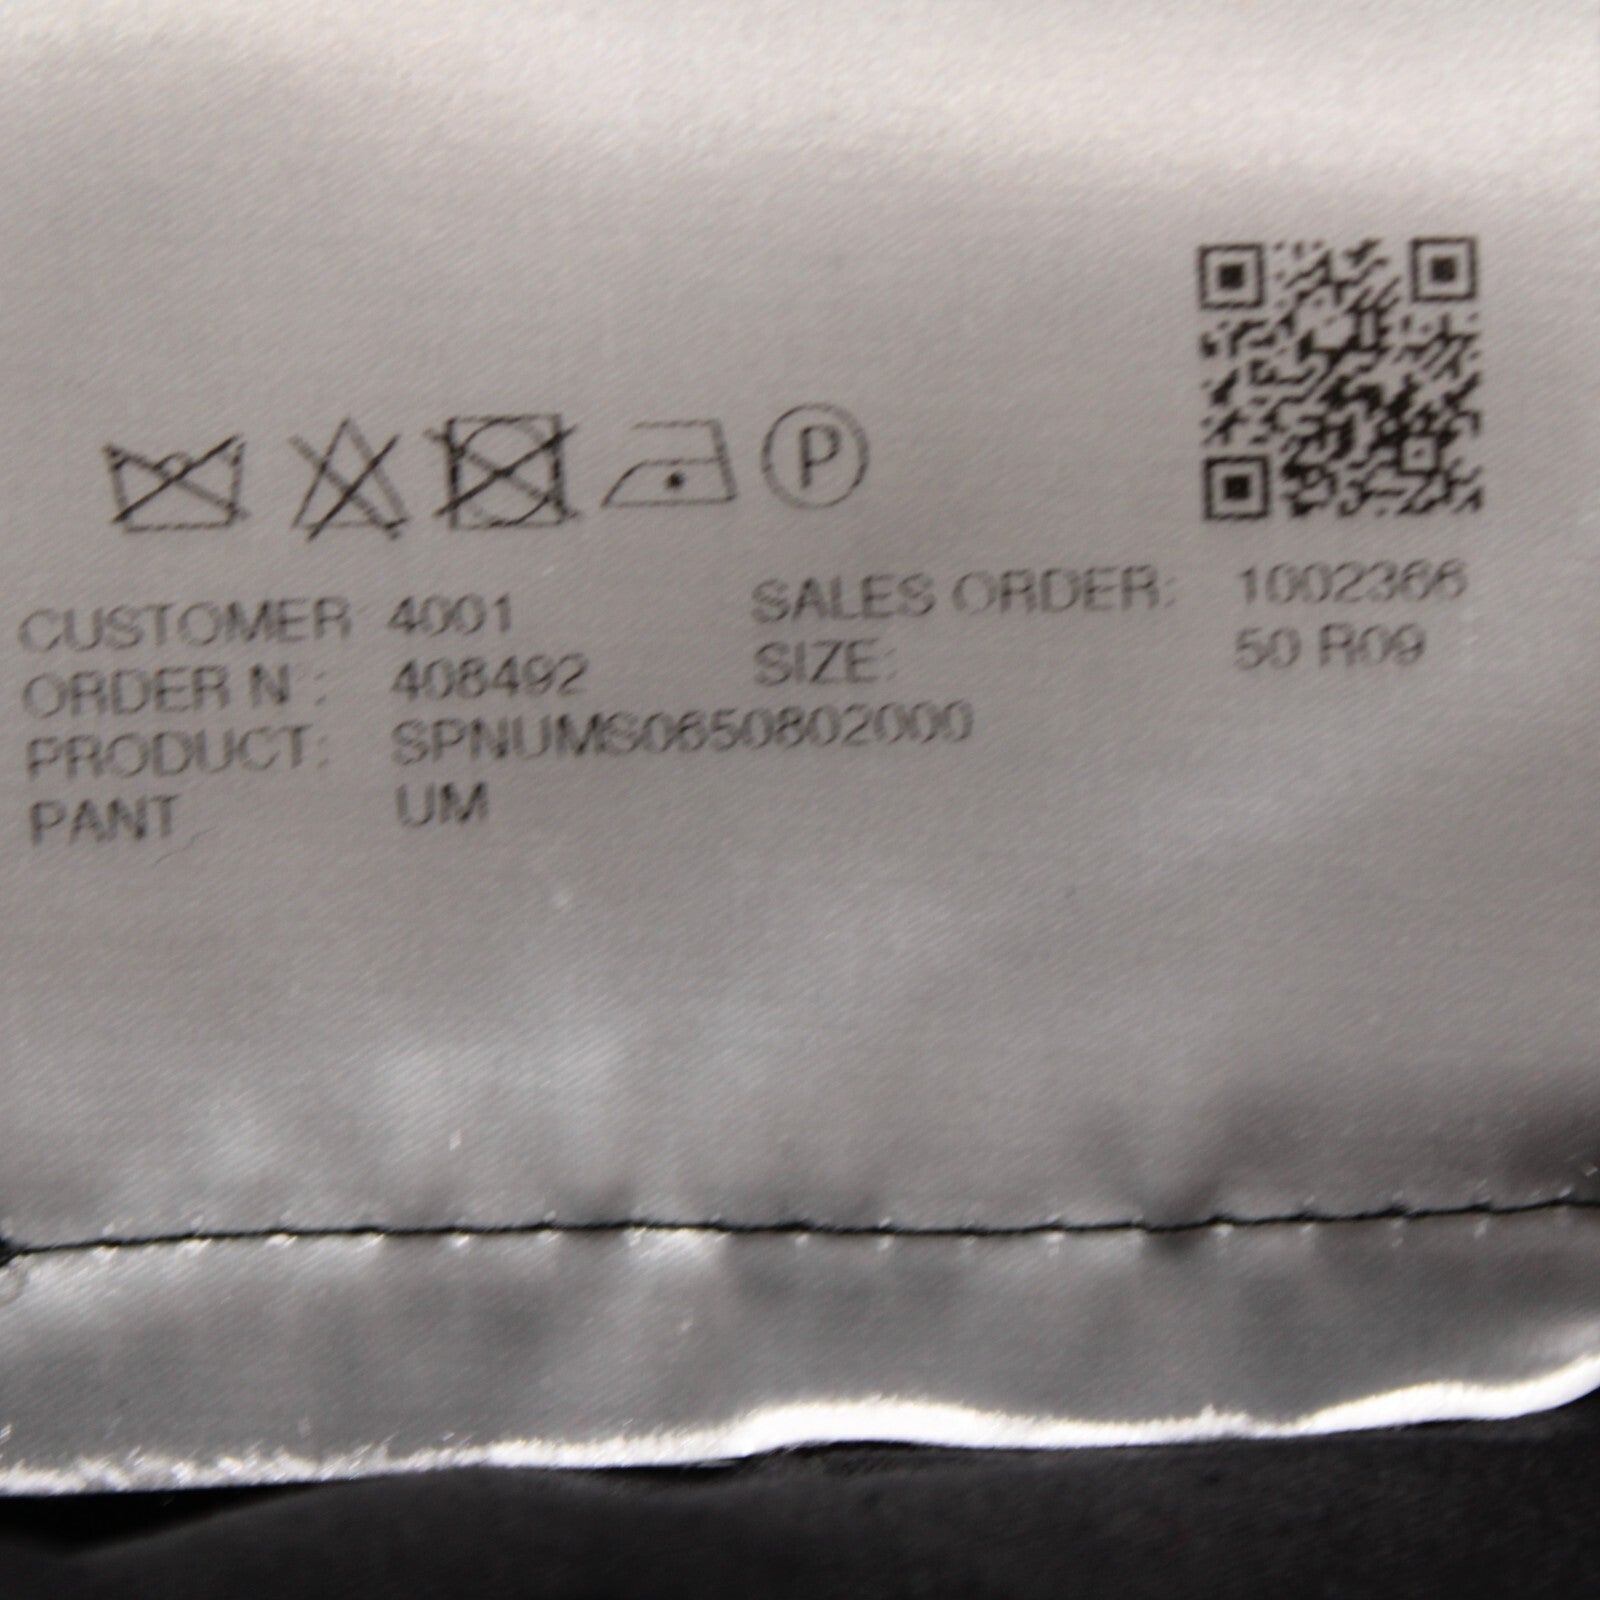 P
CUSTOMER 4001 SALES ORDER: 1002366
ORDER N : 408492 SIZE: 50 R09
PRODUCT: SPNUMS0650802000
PANT UM